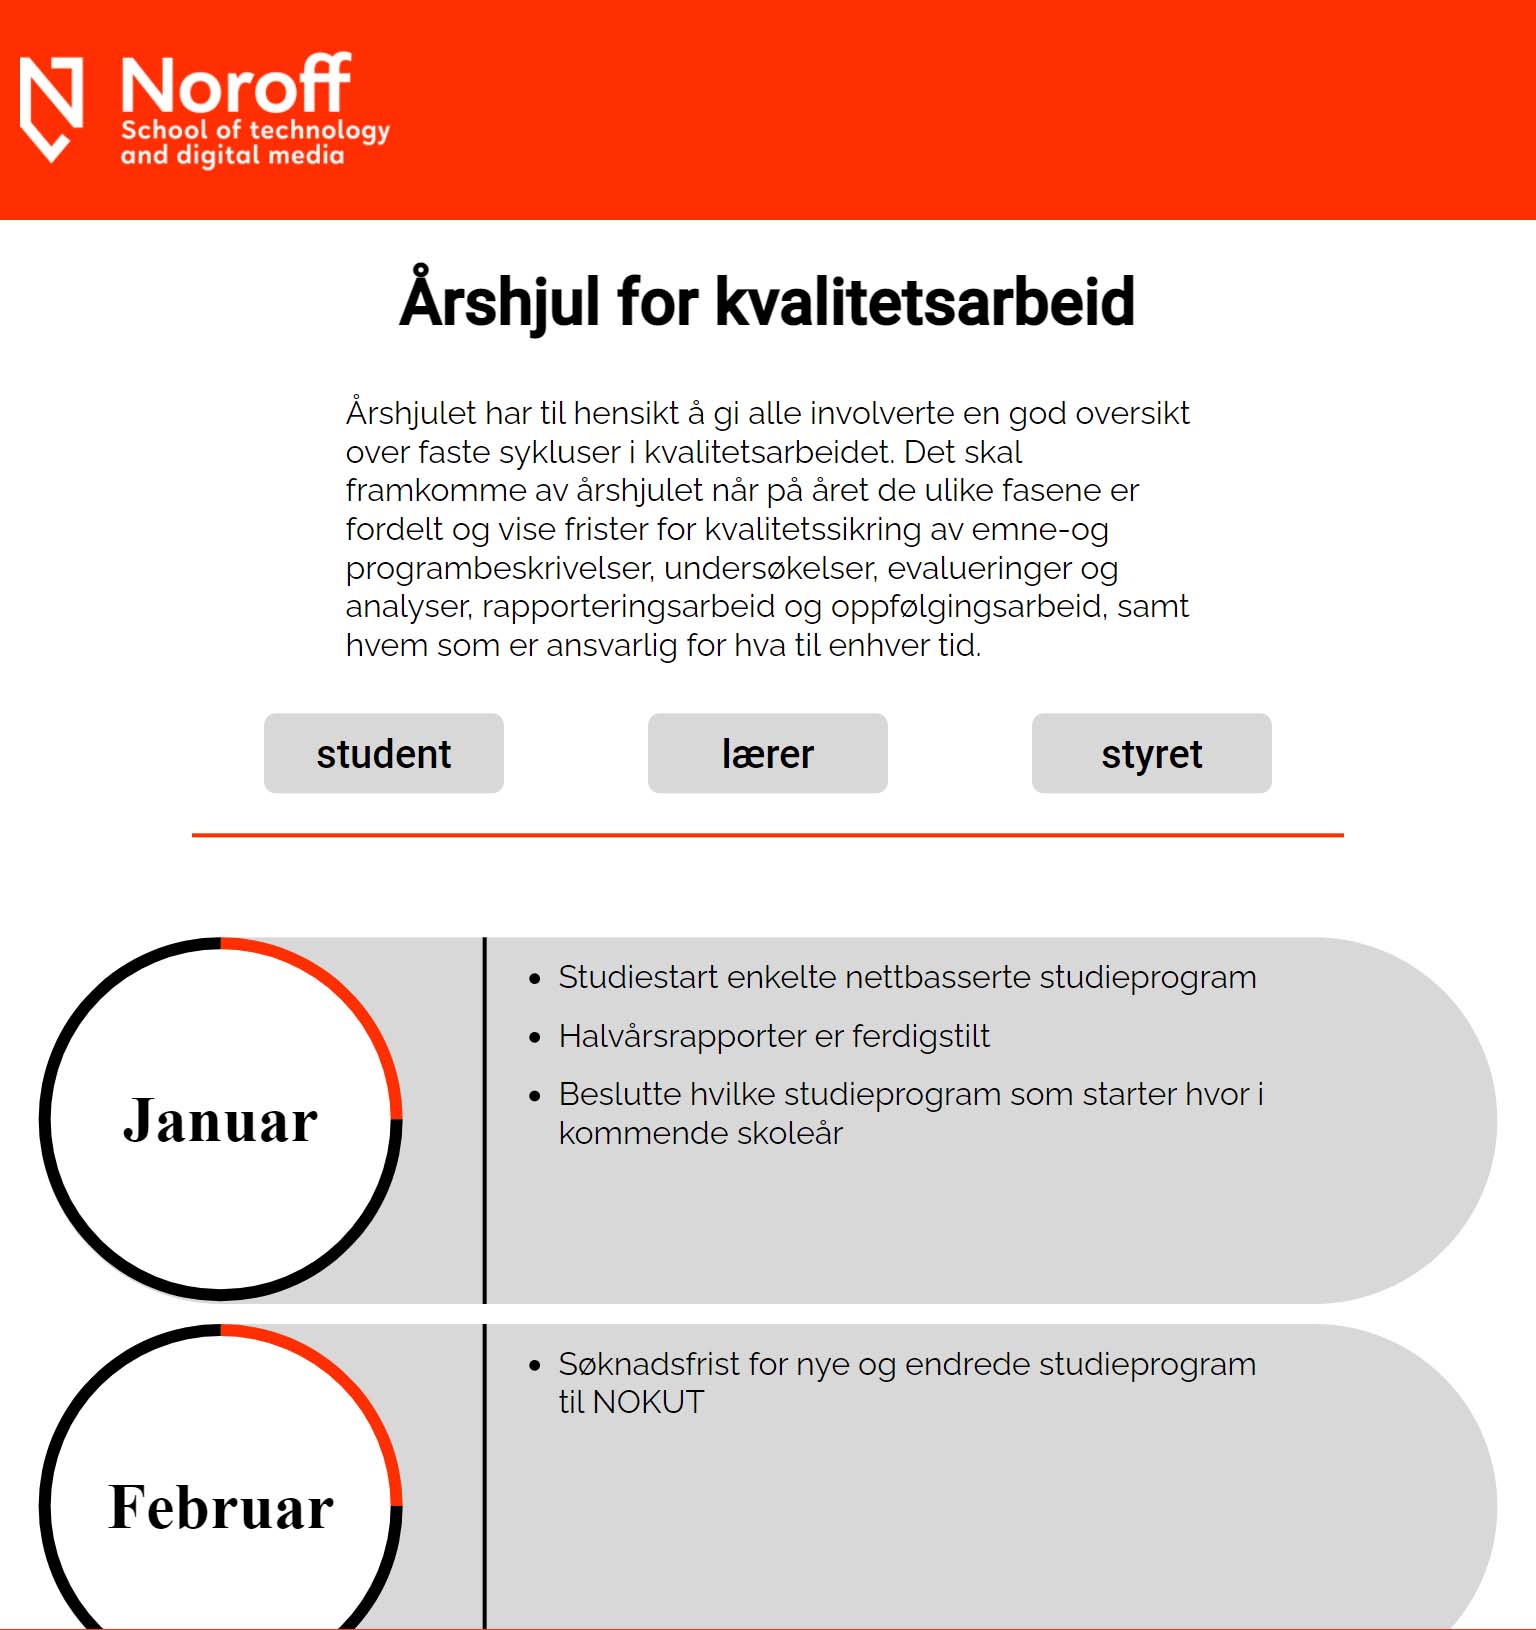 Noroff
School of technology
and digital media
Årshjul for kvalitetsarbeid
Årshjulet har til hensikt å gi alle involverte en god oversikt
over faste sykluser i kvalitetsarbeidet. Det skal
framkomme av årshjulet når på året de ulike fasene er
fordelt og vise frister for kvalitetssikring av emne-og
programbeskrivelser, undersøkelser, evalueringer og
analyser, rapporteringsarbeid og oppfølgingsarbeid, samt
hvem som er ansvarlig for hva til enhver tid.
student
lærer
styret
Januar
• Studiestart enkelte nettbasserte studieprogram
• Halvårsrapporter er ferdigstilt
• Beslutte hvilke studieprogram som starter hvor i
kommende skoleår
Februar
• Søknadsfrist for nye og endrede studieprogram
til NOKUT